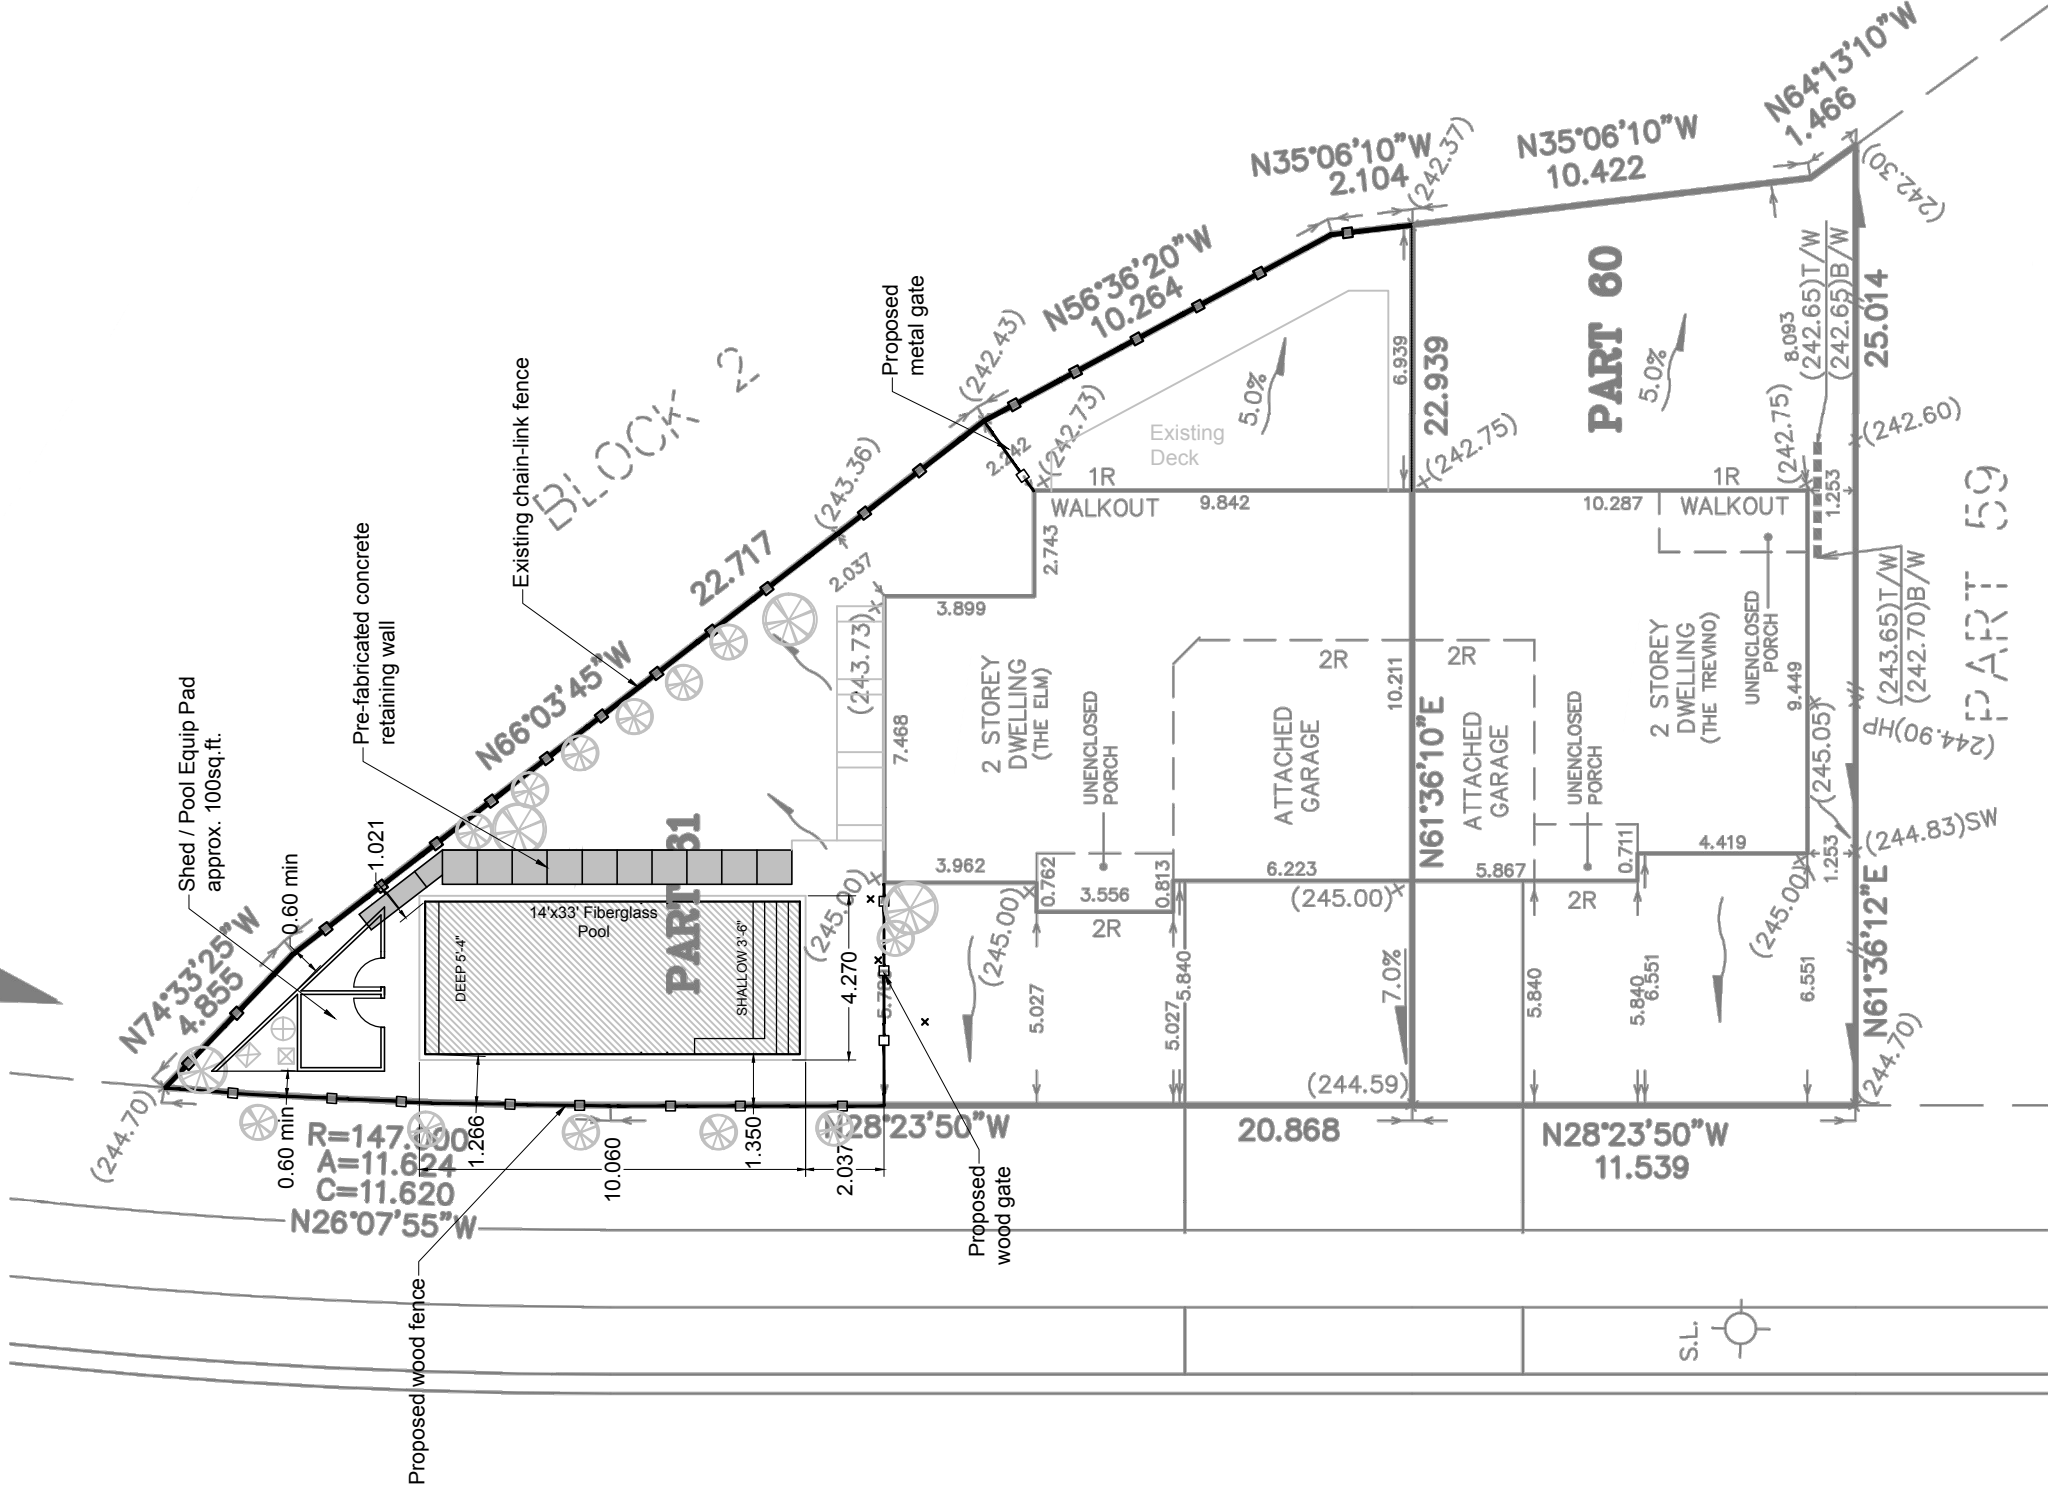 N64°13'10"W
1.466
(242.30)
N35°06'10"W
10.422
N35°06'10"W
2.104
(242.37)
N56°36'20"W
10.264
(242.43)
Proposed
metal gate
2.242
(242.73)
BLOCK 2
Existing chain-link fence
22.717
N66°03'45"W
(243.36)
2.037
Pre-fabricated concrete
retaining wall
Shed / Pool Equip Pad
approx. 100sq.ft.
1.021
0.60 min
N74°33'25"W
4.855
(244.70)
0.60 min
R=147.000
A=11.624
C=11.620
N26°07'55"W
1.266
10.060
1.350
2.037
4.270
14'x33' Fiberglass
Pool
DEEP 5'-4"
SHALLOW 3'-6"
PART 61
(245.00)
(243.73)
7.468
3.899
2.743
1R
WALKOUT
9.842
Existing
Deck
5.0%
6.939
22.939
(242.75)
PART 60
5.0%
8.093
(242.65)T/W
(242.65)B/W
25.014
(242.75)
1R
WALKOUT
10.287
1.253
(242.60)
PART 59
(243.65)T/W
(242.70)B/W
(244.90)HP
(245.05)
9.449
UNENCLOSED
PORCH
2 STOREY
DWELLING
(THE TREVINO)
2 STOREY
DWELLING
(THE ELM)
UNENCLOSED
PORCH
2R
2R
10.211
N61°36'10"E
ATTACHED
GARAGE
ATTACHED
GARAGE
UNENCLOSED
PORCH
0.711
4.419
1.253
(244.83)SW
3.962
0.762
3.556
0.813
2R
6.223
(245.00)
5.867
2R
(245.00)
(245.00)
5.027
5.027
5.840
7.0%
5.840
5.840
6.551
6.551
N61°36'12"E
(244.70)
(244.59)
N28°23'50"W
20.868
N28°23'50"W
11.539
Proposed
wood gate
Proposed wood fence
S.L.